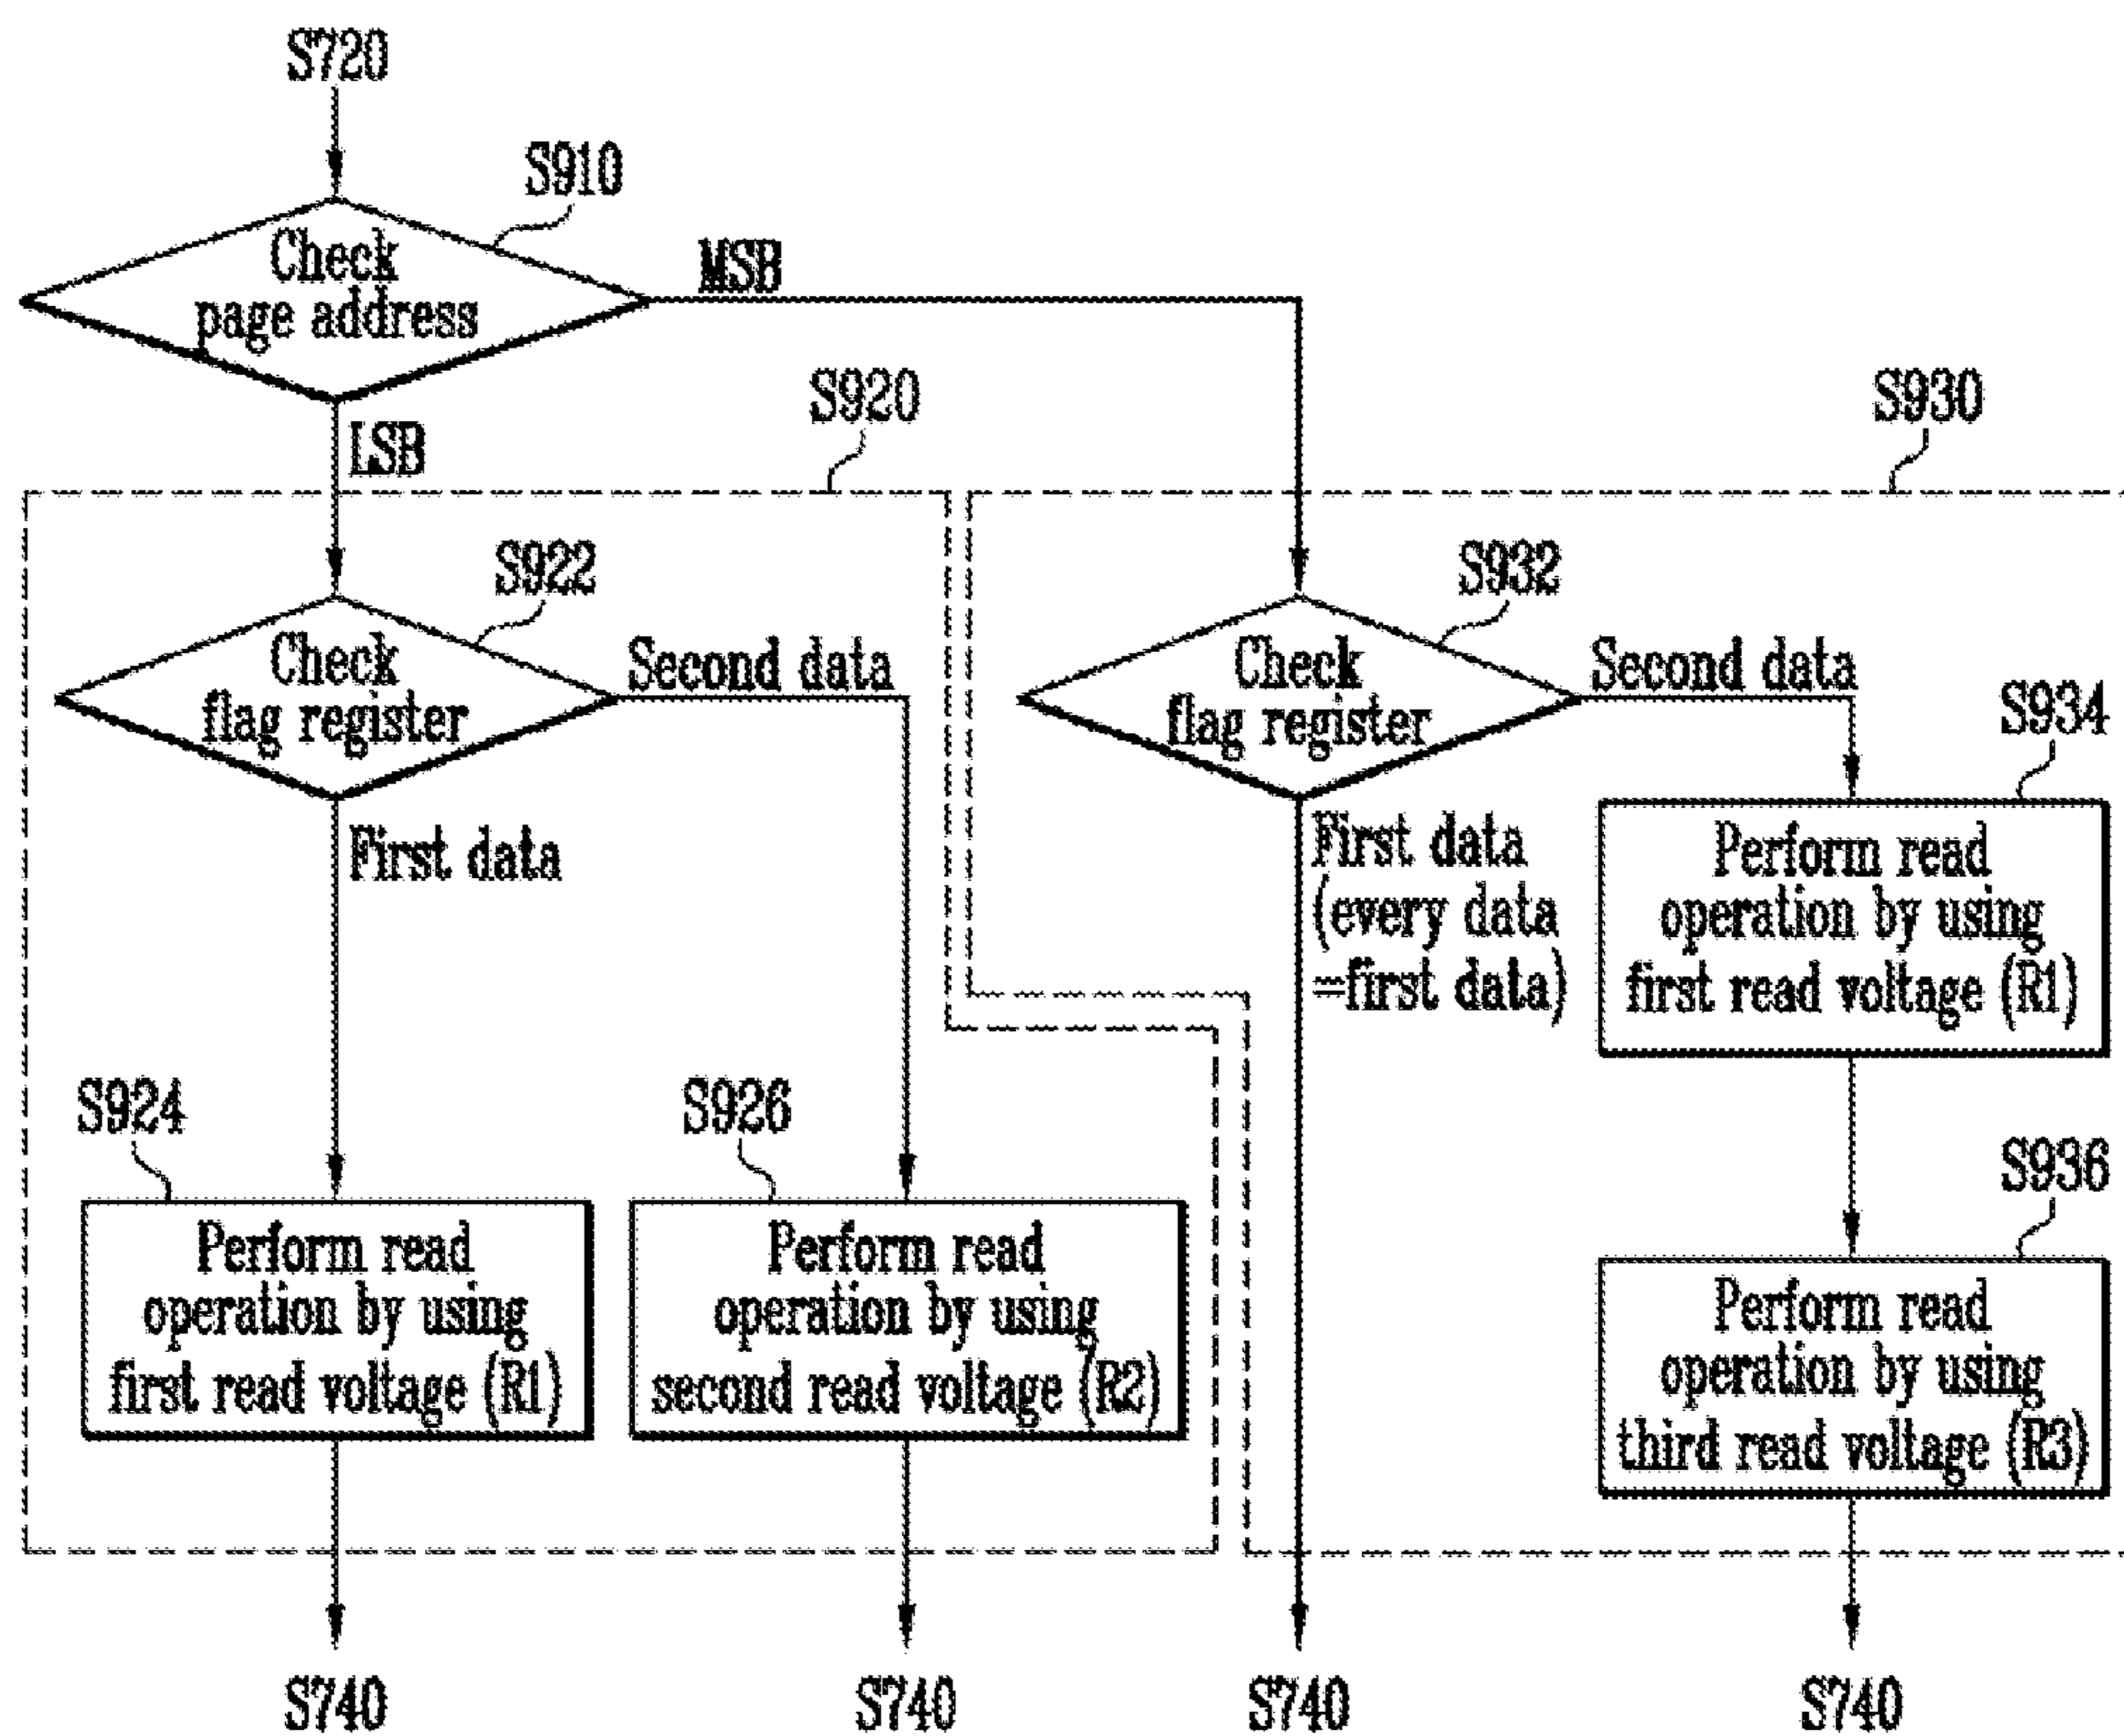 S720
S910
Check
page address
MSB
LSB
S920
S930
S922
Check
flag register
Second data
First data
S932
Check
flag register
Second data
First data
(every data
=first data)
S934
Perform read
operation by using
first read voltage (R1)
S924
Perform read
operation by using
first read voltage (R1)
S926
Perform read
operation by using
second read voltage (R2)
S936
Perform read
operation by using
third read voltage (R3)
S740
S740
S740
S740